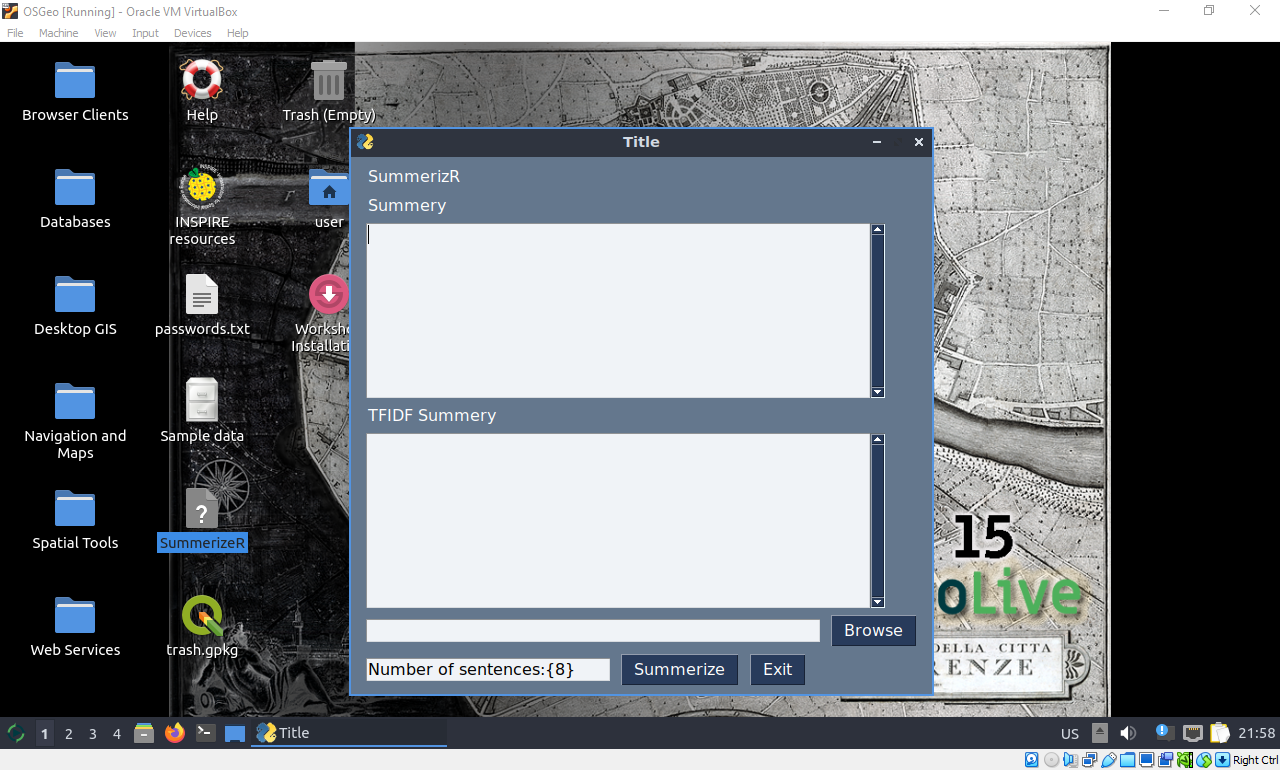 OSGeo [Running] - Oracle VM VirtualBox
File Machine View Input Devices Help
Browser Clients
Help
Trash (Empty)
Title
SummerizR
Summery
Databases
INSPIRE
resources
user
Desktop GIS
passwords.txt
Worksho
Installati
TFIDF Summery
Navigation and
Maps
Sample data
Spatial Tools
SummerizeR
15
oLive
Browse
Web Services
trash.gpkg
DELLA CITTA
RENZE
Number of sentences:{8}
Summerize
Exit
1 2 3 4
Title
US
21:58
Right Ctrl